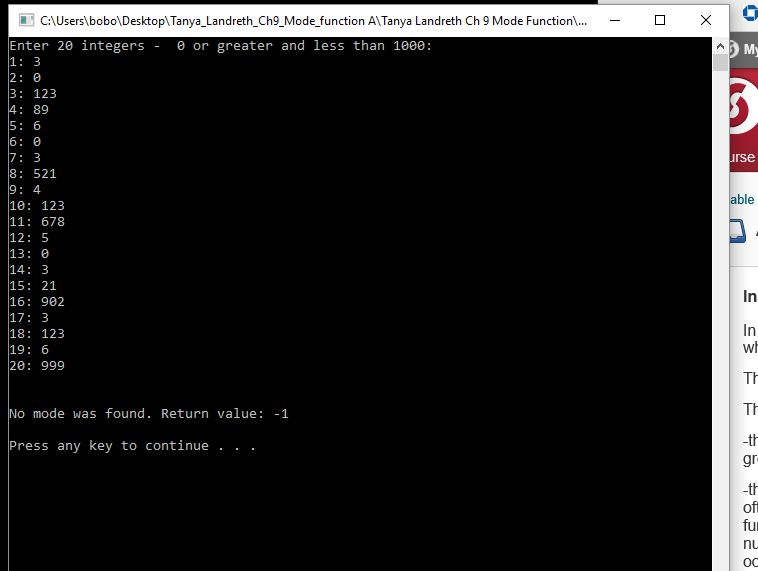 C:\Users\bobo\Desktop\Tanya_Landreth_Ch9_Mode_function A\Tanya Landreth Ch 9 Mode Function\...
Enter 20 integers -  0 or greater and less than 1000:
1: 3
2: 0
3: 123
4: 89
5: 6
6: 0
7: 3
8: 521
9: 4
10: 123
11: 678
12: 5
13: 0
14: 3
15: 21
16: 902
17: 3
18: 123
19: 6
20: 999
No mode was found. Return value: -1
Press any key to continue . . .
My
urse
able
In
In
wh
Th
Th
-th
gre
-th
oft
fun
nu
oc